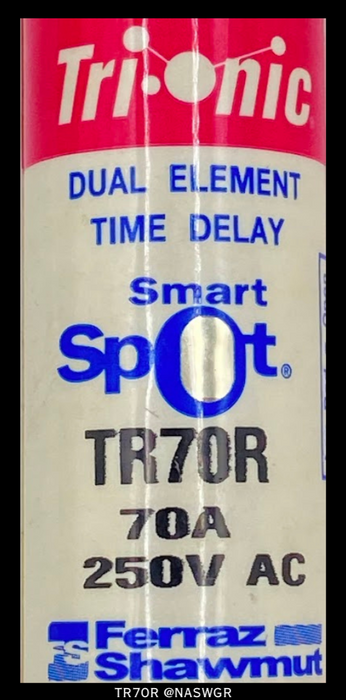 Tri-Onic
DUAL ELEMENT
TIME DELAY
Smart
Spot®
TR70R
70A
250V AC
Ferraz
Shawmut
TR70R @NASWGR